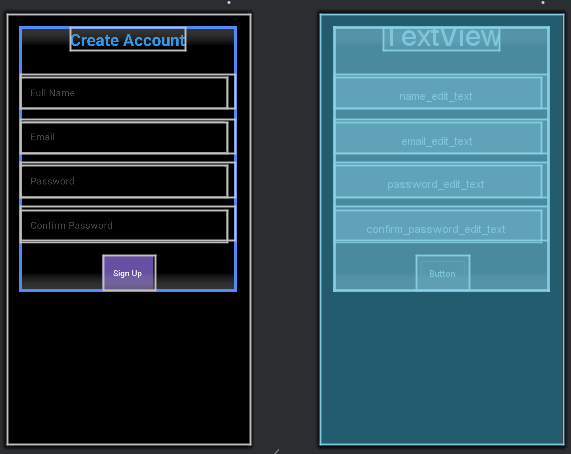 Create Account
Full Name
Email
Password
Confirm Password
Sign Up
TextView
name_edit_text
email_edit_text
password_edit_text
confirm_password_edit_text
Button